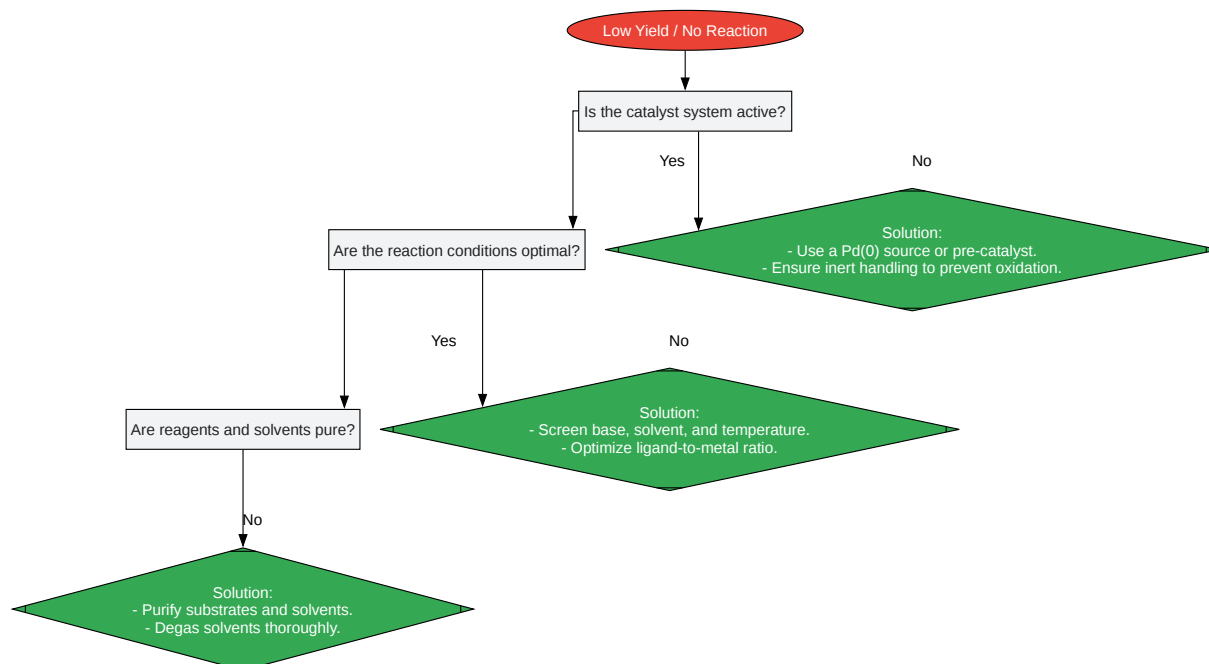 Low Yield / No Reaction
Is the catalyst system active?
Yes
No
Solution:
- Use a Pd(0) source or pre-catalyst.
- Ensure inert handling to prevent oxidation.
Are the reaction conditions optimal?
Yes
No
Solution:
- Screen base, solvent, and temperature.
- Optimize ligand-to-metal ratio.
Are reagents and solvents pure?
No
Solution:
- Purify substrates and solvents.
- Degas solvents thoroughly.